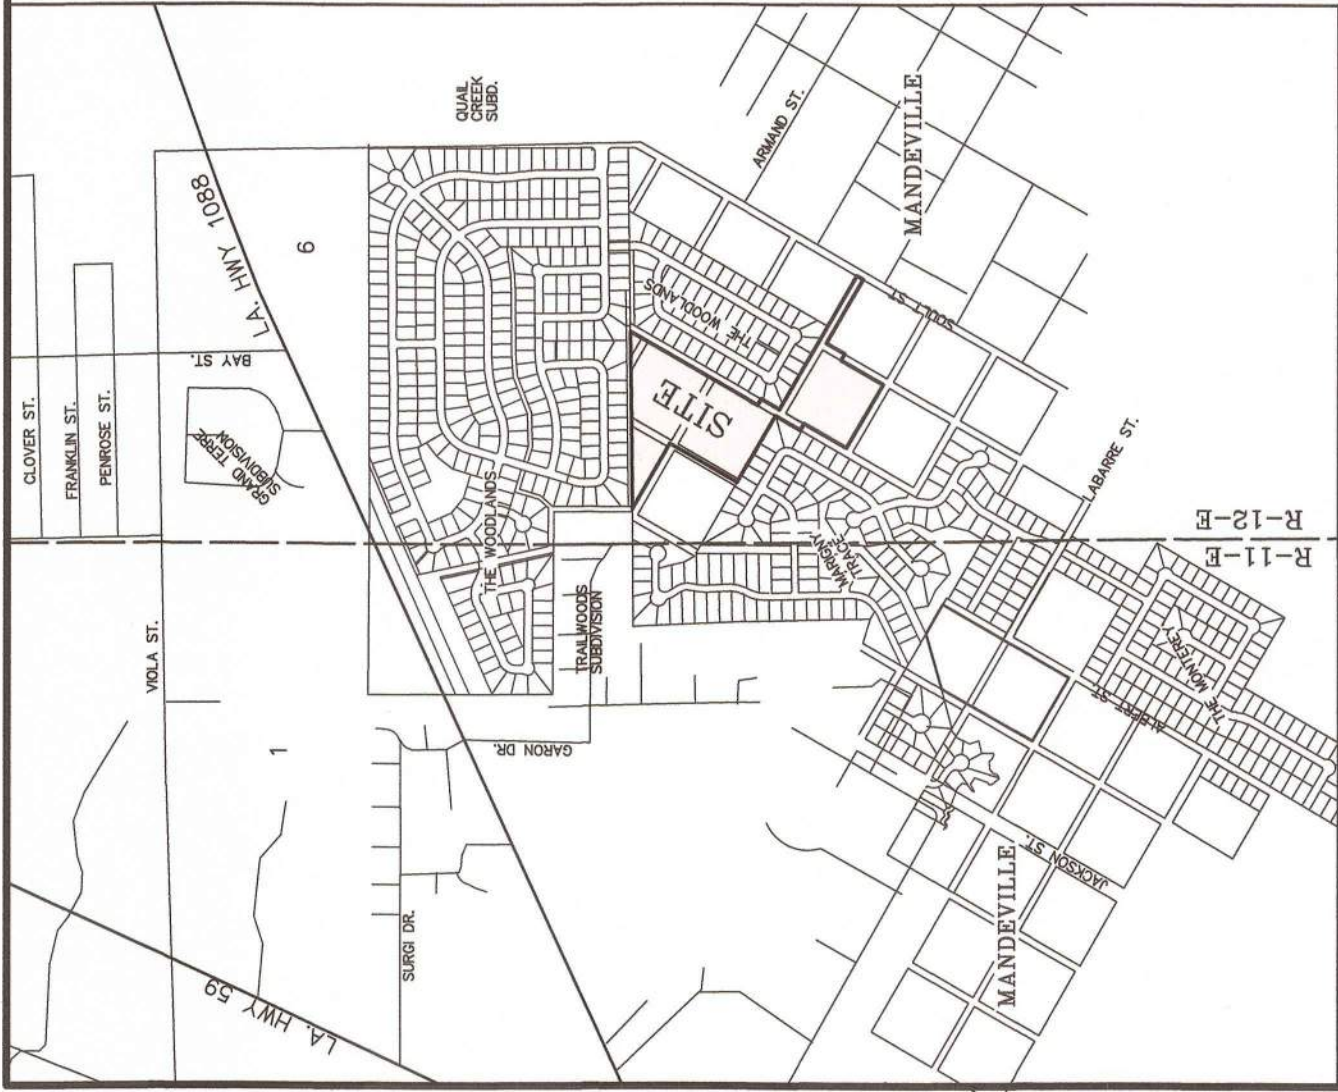 QUAIL
CREEK
SUBD.
ARMAND ST.
MANDEVILLE
LA. HWY 1088
6
CLOVER ST.
FRANKLIN ST.
PENROSE ST.
BAY ST.
GRAND TERRE
SUBDIVISION
THE WOODLANDS
SOULT ST
SITE
THE WOODLANDS
LABARRE ST.
R-12-E
R-11-E
MARIGNY
TRACE
TRAILWOODS
SUBDIVISION
VIOLA ST.
1
GARON DR.
THE MONTEREY
ALBERT ST.
JACKSON ST.
MANDEVILLE
SURGI DR.
LA. HWY 59